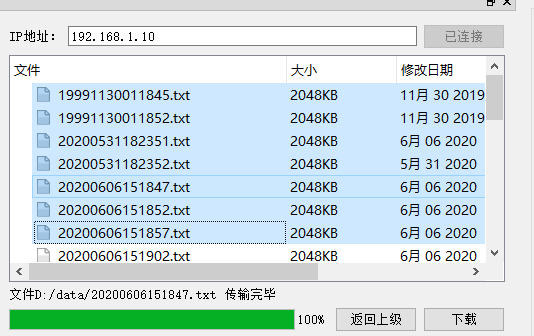 IP地址: 192.168.1.10 已连接
文件 大小 修改日期
19991130011845.txt 2048KB 11月 30 2019
19991130011852.txt 2048KB 11月 30 2019
20200531182351.txt 2048KB 6月 06 2020
20200531182352.txt 2048KB 5月 31 2020
20200606151847.txt 2048KB 6月 06 2020
20200606151852.txt 2048KB 6月 06 2020
20200606151857.txt 2048KB 6月 06 2020
20200606151902.txt 2048KB 6月 06 2020
文件D:/data/20200606151847.txt 传输完毕
100% 返回上级 下载